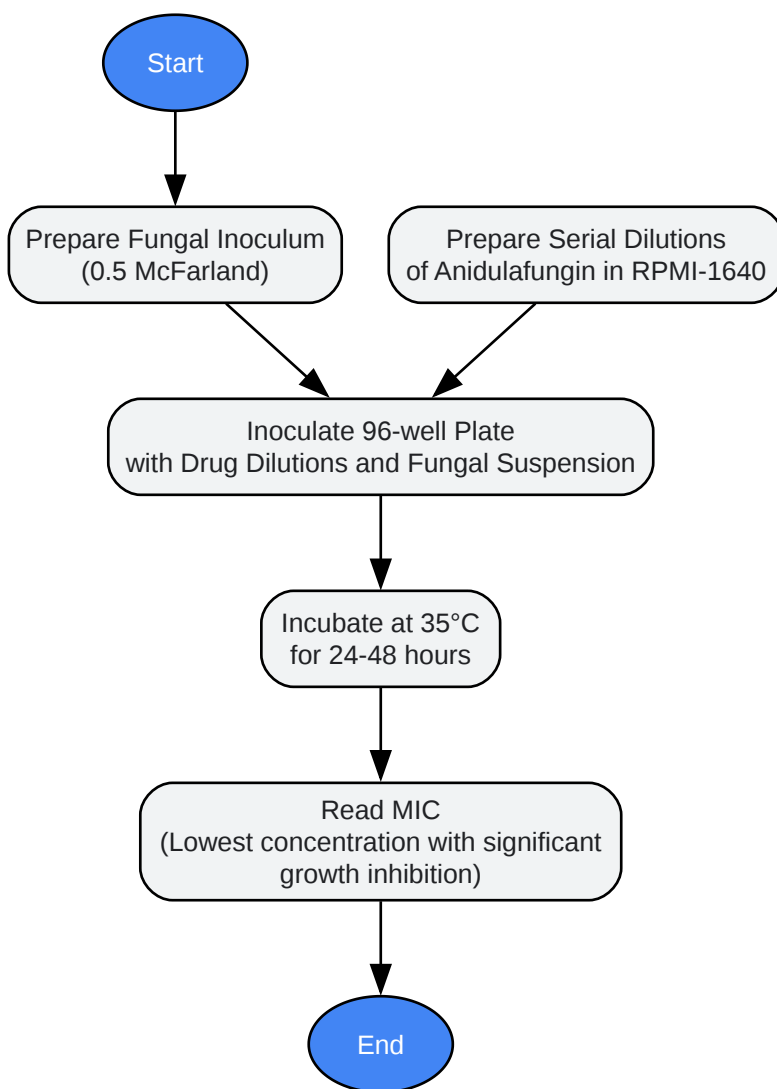 Start
Prepare Fungal Inoculum
(0.5 McFarland)
Prepare Serial Dilutions
of Anidulafungin in RPMI-1640
Inoculate 96-well Plate
with Drug Dilutions and Fungal Suspension
Incubate at 35°C
for 24-48 hours
Read MIC
(Lowest concentration with significant
growth inhibition)
End